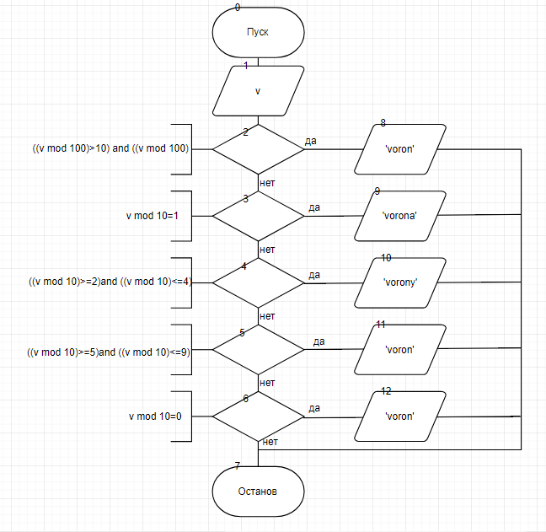 0
Пуск
1
v
2
((v mod 100)>10) and ((v mod 100)
да
8
'voron'
нет
3
v mod 10=1
да
9
'vorona'
нет
4
((v mod 10)>=2)and ((v mod 10)<=4)
да
10
'vorony'
нет
5
((v mod 10)>=5)and ((v mod 10)<=9)
да
11
'voron'
нет
6
v mod 10=0
да
12
'voron'
нет
7
Останов